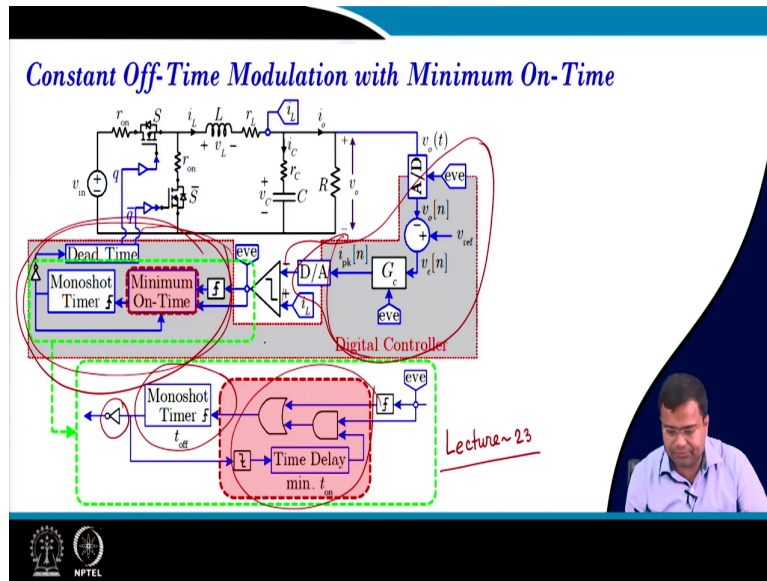 Constant Off-Time Modulation with Minimum On-Time
r_on
S
i_L
L
r_L
i_L
i_o
+ v_L −
i_C
v_o(t)
r_on
r_C
+
v_in
q
S̄
+ v_C −
C
R
v_o
A/D
eve
v_o[n]
q̄
−
−
+
v_ref
Dead Time
eve
i_pk[n]
v_e[n]
Monoshot
Timer
Minimum
On-Time
D/A
G_c
−
+
i_L
eve
Digital Controller
Monoshot
Timer
t_off
eve
Time Delay
min. t_on
Lecture~23
NPTEL